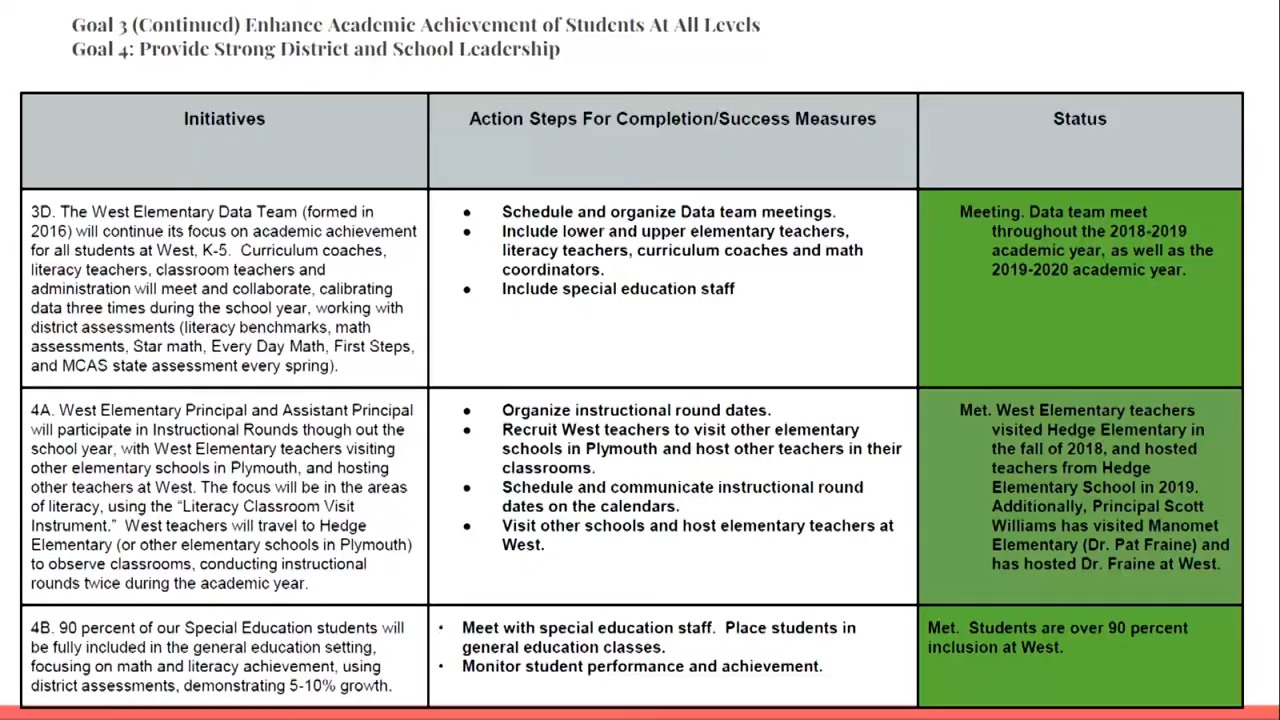 Goal 3 (Continued) Enhance Academic Achievement of Students At All Levels
Goal 4: Provide Strong District and School Leadership
Initiatives
Action Steps For Completion/Success Measures
Status
3D. The West Elementary Data Team (formed in
2016) will continue its focus on academic achievement
for all students at West, K-5.  Curriculum coaches,
literacy teachers, classroom teachers and
administration will meet and collaborate, calibrating
data three times during the school year, working with
district assessments (literacy benchmarks, math
assessments, Star math, Every Day Math, First Steps,
and MCAS state assessment every spring).
● Schedule and organize Data team meetings.
● Include lower and upper elementary teachers,
literacy teachers, curriculum coaches and math
coordinators.
● Include special education staff
Meeting. Data team meet
throughout the 2018-2019
academic year, as well as the
2019-2020 academic year.
4A. West Elementary Principal and Assistant Principal
will participate in Instructional Rounds though out the
school year, with West Elementary teachers visiting
other elementary schools in Plymouth, and hosting
other teachers at West. The focus will be in the areas
of literacy, using the “Literacy Classroom Visit
Instrument.”  West teachers will travel to Hedge
Elementary (or other elementary schools in Plymouth)
to observe classrooms, conducting instructional
rounds twice during the academic year.
● Organize instructional round dates.
● Recruit West teachers to visit other elementary
schools in Plymouth and host other teachers in their
classrooms.
● Schedule and communicate instructional round
dates on the calendars.
● Visit other schools and host elementary teachers at
West.
Met. West Elementary teachers
visited Hedge Elementary in
the fall of 2018, and hosted
teachers from Hedge
Elementary School in 2019.
Additionally, Principal Scott
Williams has visited Manomet
Elementary (Dr. Pat Fraine) and
has hosted Dr. Fraine at West.
4B. 90 percent of our Special Education students will
be fully included in the general education setting,
focusing on math and literacy achievement, using
district assessments, demonstrating 5-10% growth.
• Meet with special education staff.  Place students in
general education classes.
• Monitor student performance and achievement.
Met.  Students are over 90 percent
inclusion at West.